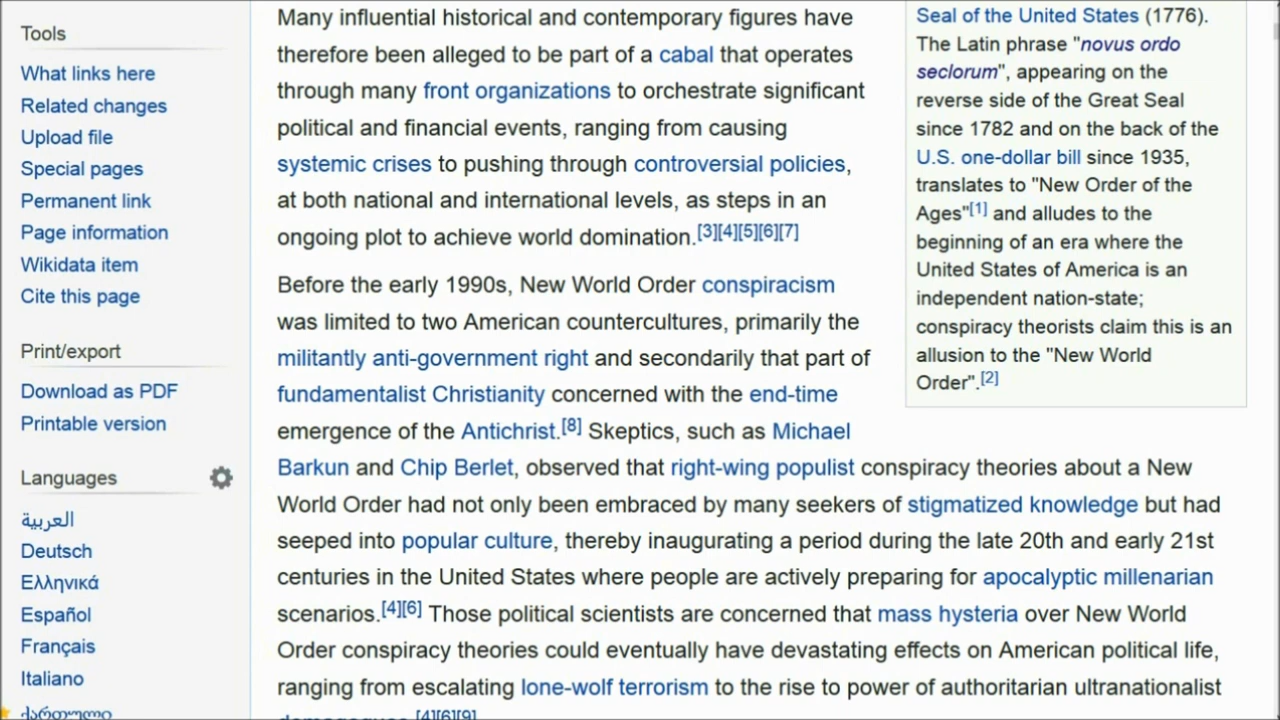 Tools
What links here
Related changes
Upload file
Special pages
Permanent link
Page information
Wikidata item
Cite this page
Print/export
Download as PDF
Printable version
Languages
العربية
Deutsch
Ελληνικά
Español
Français
Italiano
ქართული
Many influential historical and contemporary figures have
therefore been alleged to be part of a cabal that operates
through many front organizations to orchestrate significant
political and financial events, ranging from causing
systemic crises to pushing through controversial policies,
at both national and international levels, as steps in an
ongoing plot to achieve world domination.[3][4][5][6][7]
Before the early 1990s, New World Order conspiracism
was limited to two American countercultures, primarily the
militantly anti-government right and secondarily that part of
fundamentalist Christianity concerned with the end-time
emergence of the Antichrist.[8] Skeptics, such as Michael
Barkun and Chip Berlet, observed that right-wing populist conspiracy theories about a New
World Order had not only been embraced by many seekers of stigmatized knowledge but had
seeped into popular culture, thereby inaugurating a period during the late 20th and early 21st
centuries in the United States where people are actively preparing for apocalyptic millenarian
scenarios.[4][6] Those political scientists are concerned that mass hysteria over New World
Order conspiracy theories could eventually have devastating effects on American political life,
ranging from escalating lone-wolf terrorism to the rise to power of authoritarian ultranationalist
demagogues.[4][6][9]
Seal of the United States (1776).
The Latin phrase "novus ordo
seclorum", appearing on the
reverse side of the Great Seal
since 1782 and on the back of the
U.S. one-dollar bill since 1935,
translates to "New Order of the
Ages"[1] and alludes to the
beginning of an era where the
United States of America is an
independent nation-state;
conspiracy theorists claim this is an
allusion to the "New World
Order".[2]